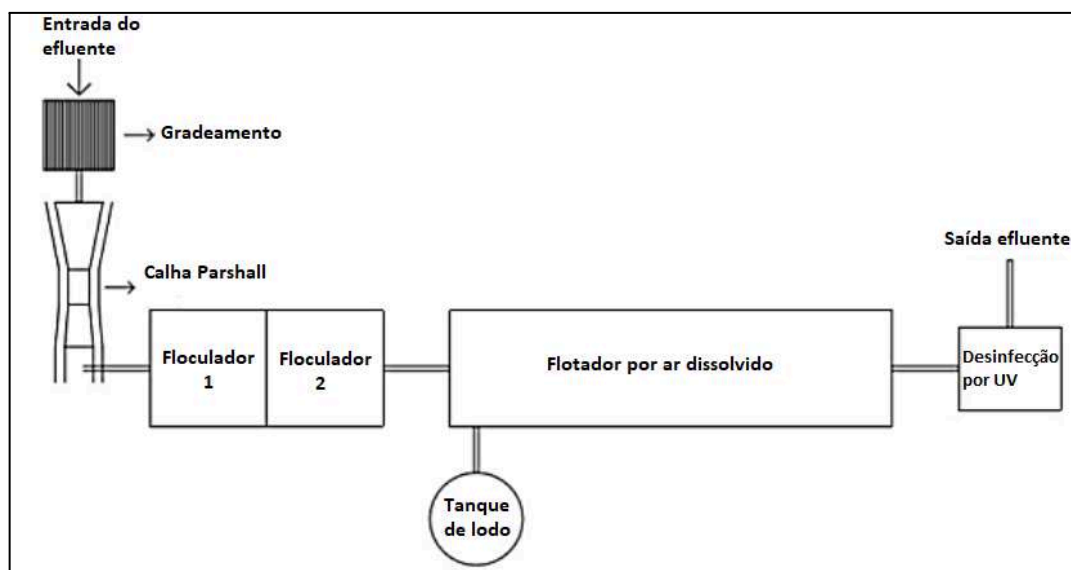 Entrada do
efluente
Gradeamento
Calha Parshall
Floculador
1
Floculador
2
Flotador por ar dissolvido
Tanque
de lodo
Desinfecção
por UV
Saída efluente